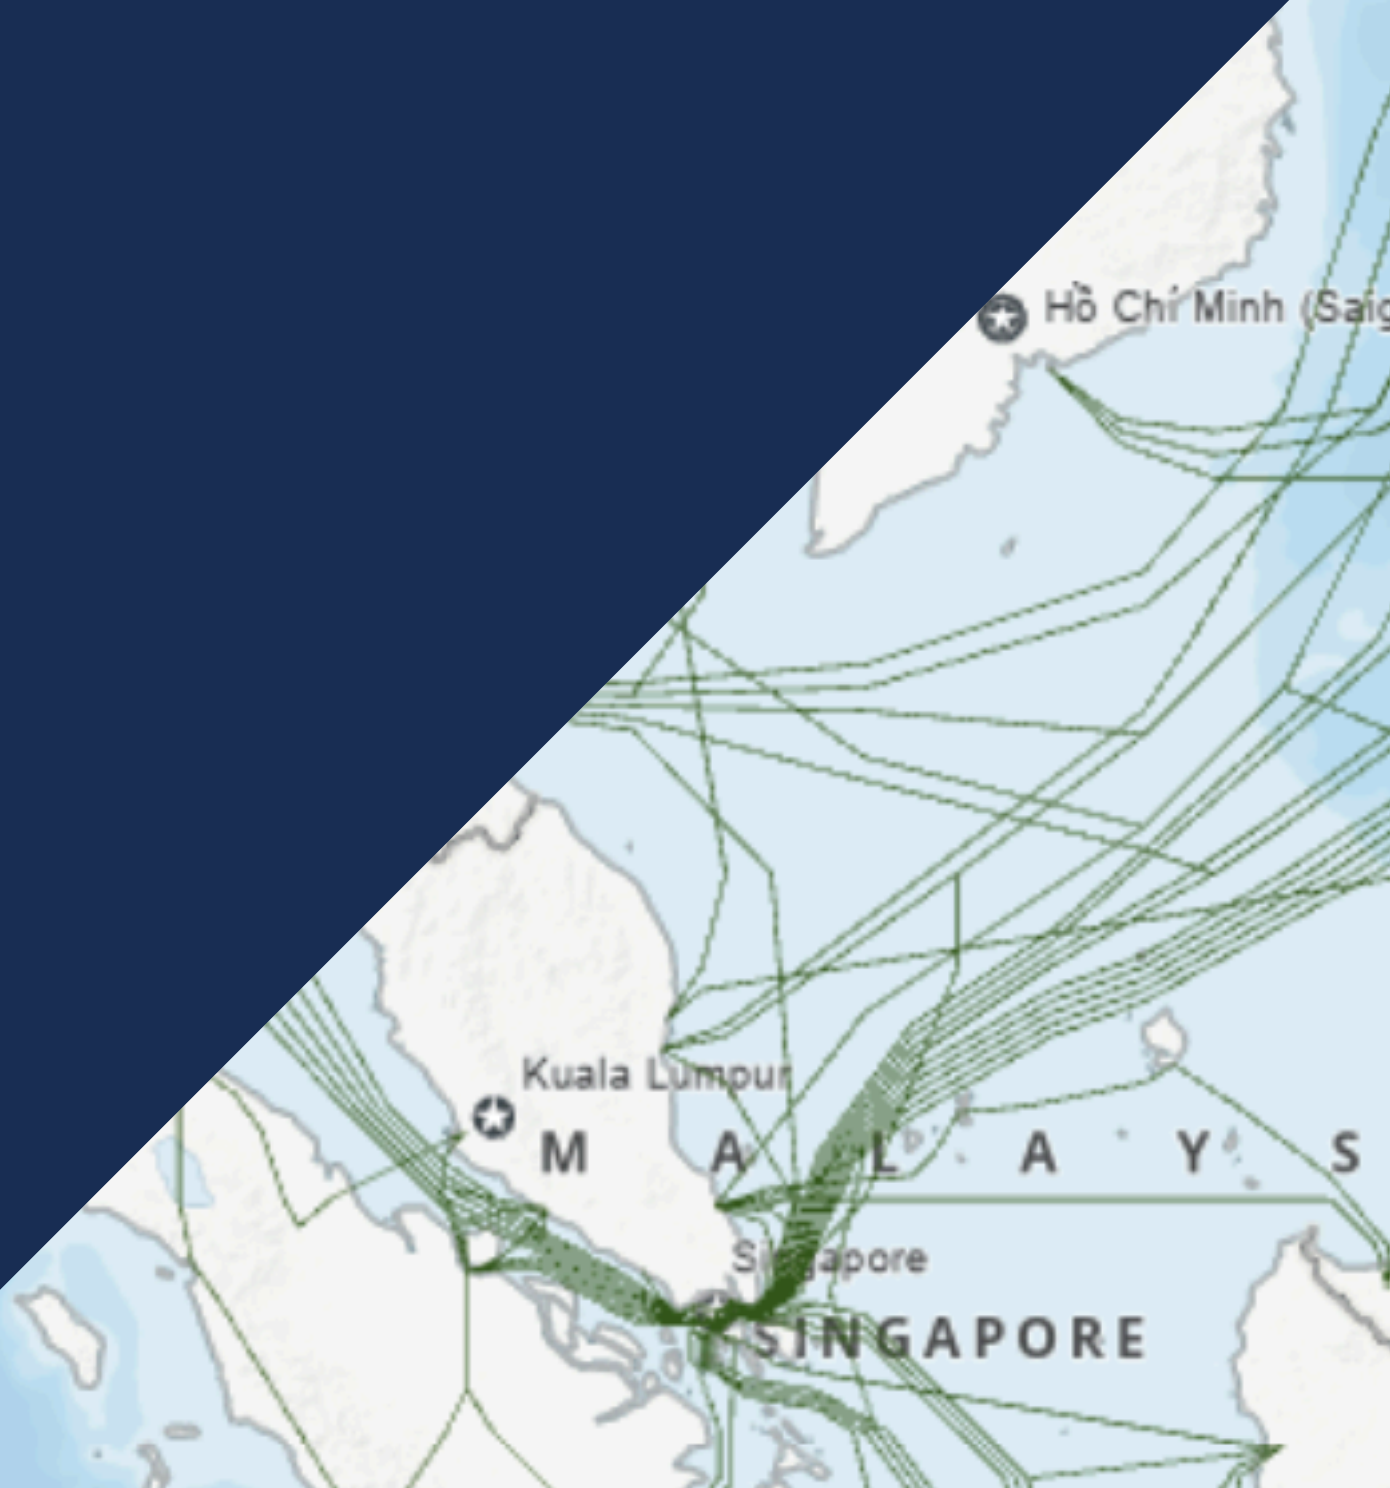 Hồ Chí Minh (Saig
Kuala Lumpur
M A L A Y S
Singapore
SINGAPORE